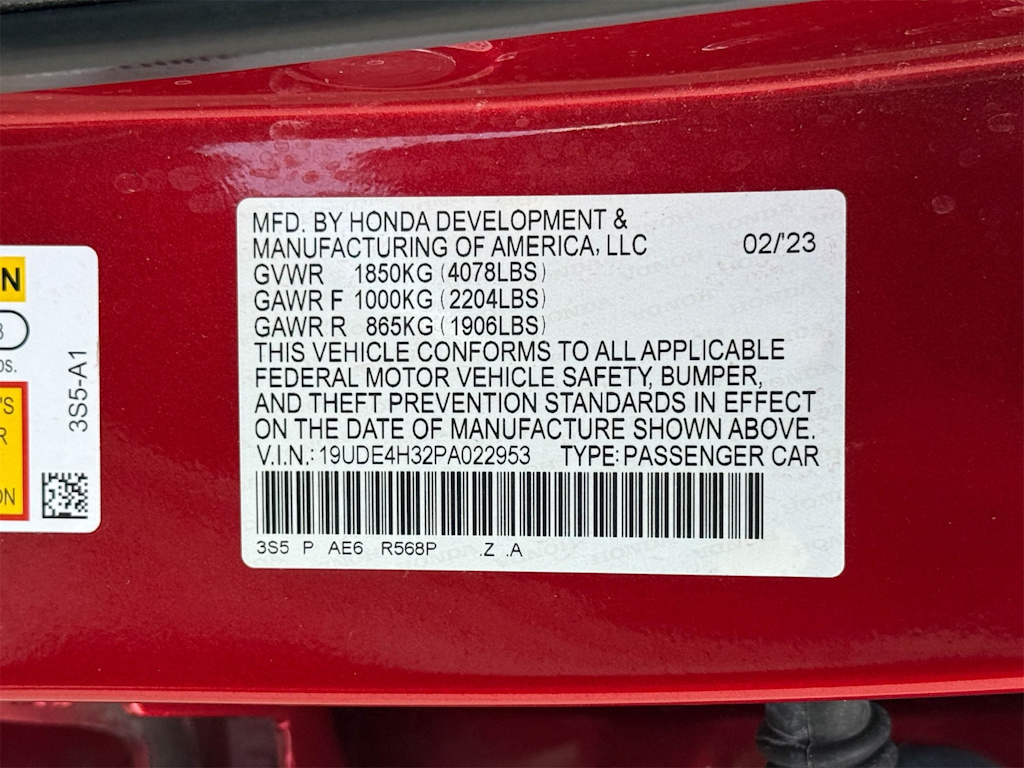 MFD. BY HONDA DEVELOPMENT &
MANUFACTURING OF AMERICA, LLC 02/'23
GVWR 1850KG (4078LBS)
GAWR F 1000KG (2204LBS)
GAWR R 865KG (1906LBS)
THIS VEHICLE CONFORMS TO ALL APPLICABLE
FEDERAL MOTOR VEHICLE SAFETY, BUMPER,
AND THEFT PREVENTION STANDARDS IN EFFECT
ON THE DATE OF MANUFACTURE SHOWN ABOVE.
V.I.N.: 19UDE4H32PA022953 TYPE: PASSENGER CAR
3S5 P AE6 R568P .Z .A
3S5-A1